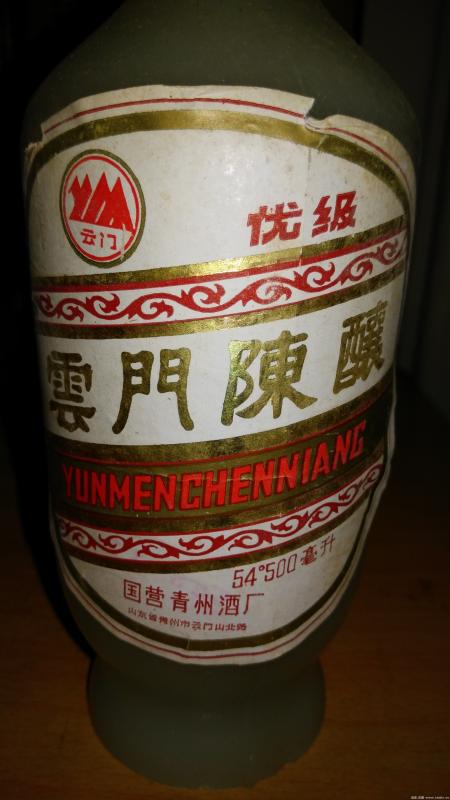 云门
优级
雲門陳釀
YUNMENCHENNIANG
54°500毫升
国营青州酒厂
山东省青州市云门山北路